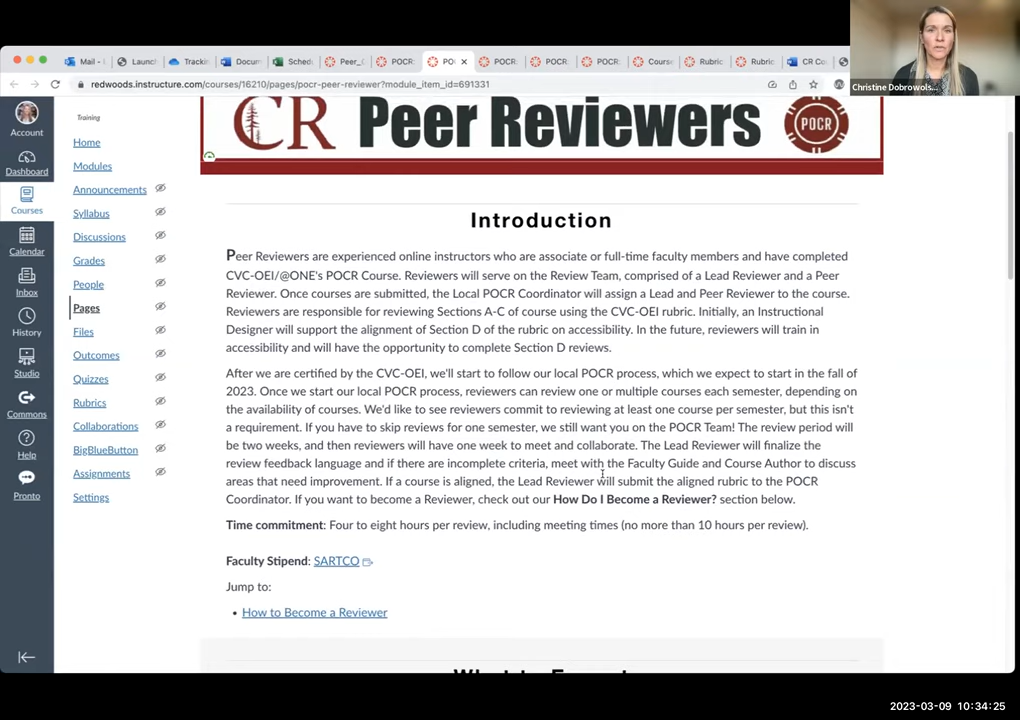 Mail -
Launc
Trackin
Docum
Sched
Peer_C
POCR
PO
POCR
POCR
POCR
Course
Rubric
Rubric
CR Co
redwoods.instructure.com/courses/16210/pages/pocr-peer-reviewer?module_item_id=691331
Christine Dobrowols...
Account
Dashboard
Courses
Calendar
Inbox
History
Studio
Commons
Help
Pronto
Training
Home
Modules
Announcements
Syllabus
Discussions
Grades
People
Pages
Files
Outcomes
Quizzes
Rubrics
Collaborations
BigBlueButton
Assignments
Settings
CR Peer Reviewers POCR
Introduction
Peer Reviewers are experienced online instructors who are associate or full-time faculty members and have completed
CVC-OEI/@ONE's POCR Course. Reviewers will serve on the Review Team, comprised of a Lead Reviewer and a Peer
Reviewer. Once courses are submitted, the Local POCR Coordinator will assign a Lead and Peer Reviewer to the course.
Reviewers are responsible for reviewing Sections A-C of course using the CVC-OEI rubric. Initially, an Instructional
Designer will support the alignment of Section D of the rubric on accessibility. In the future, reviewers will train in
accessibility and will have the opportunity to complete Section D reviews.
After we are certified by the CVC-OEI, we'll start to follow our local POCR process, which we expect to start in the fall of
2023. Once we start our local POCR process, reviewers can review one or multiple courses each semester, depending on
the availability of courses. We'd like to see reviewers commit to reviewing at least one course per semester, but this isn't
a requirement. If you have to skip reviews for one semester, we still want you on the POCR Team! The review period will
be two weeks, and then reviewers will have one week to meet and collaborate. The Lead Reviewer will finalize the
review feedback language and if there are incomplete criteria, meet with the Faculty Guide and Course Author to discuss
areas that need improvement. If a course is aligned, the Lead Reviewer will submit the aligned rubric to the POCR
Coordinator. If you want to become a Reviewer, check out our How Do I Become a Reviewer? section below.
Time commitment: Four to eight hours per review, including meeting times (no more than 10 hours per review).
Faculty Stipend: SARTCO
Jump to:
• How to Become a Reviewer
2023-03-09 10:34:25